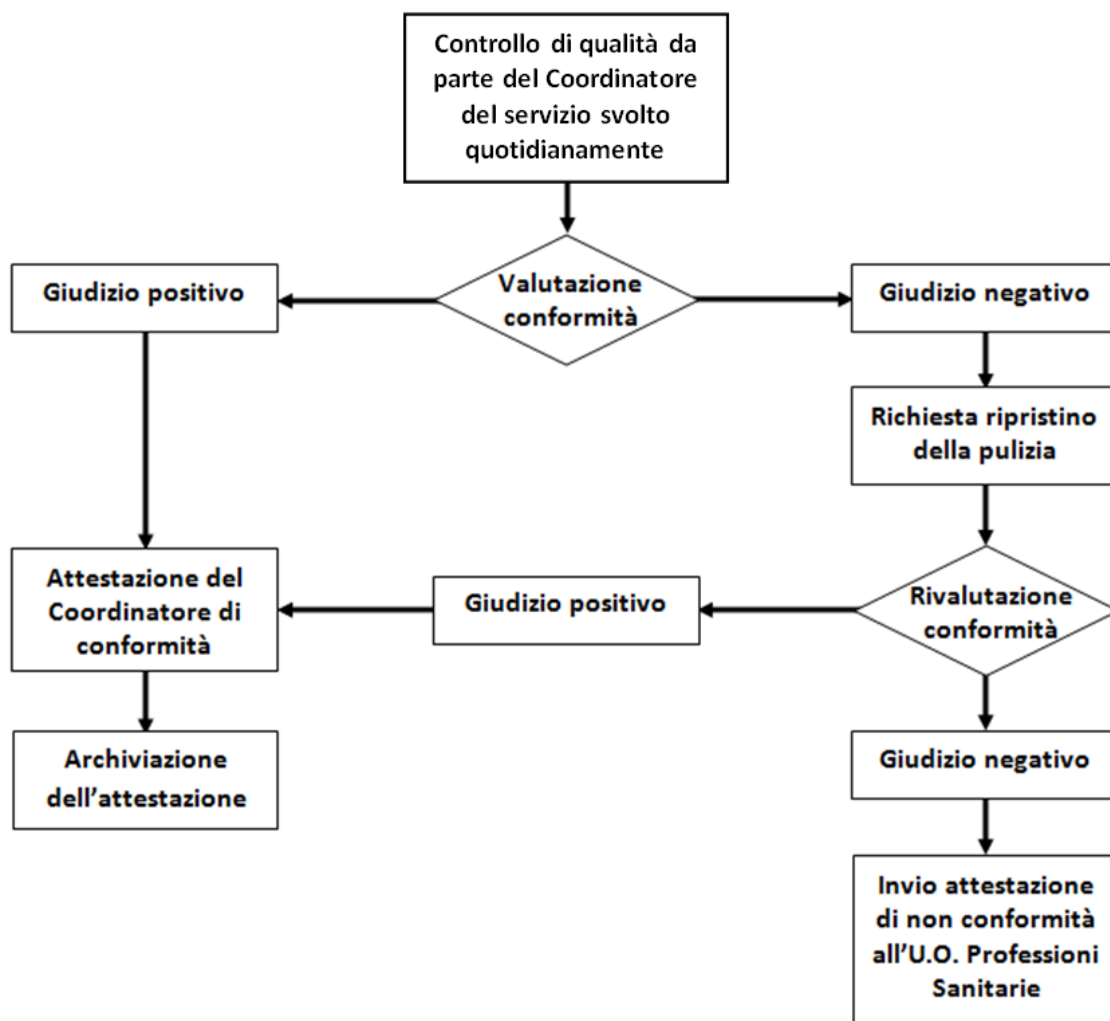 Controllo di qualità da
parte del Coordinatore
del servizio svolto
quotidianamente
Valutazione
conformità
Giudizio positivo
Giudizio negativo
Richiesta ripristino
della pulizia
Rivalutazione
conformità
Giudizio positivo
Attestazione del
Coordinatore di
conformità
Archiviazione
dell’attestazione
Giudizio negativo
Invio attestazione
di non conformità
all’U.O. Professioni
Sanitarie